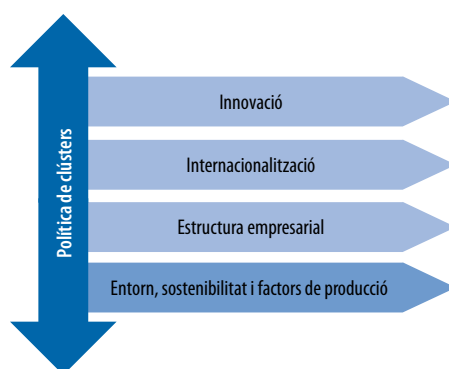 Política de clústers
Innovació
Internacionalització
Estructura empresarial
Entorn, sostenibilitat i factors de producció